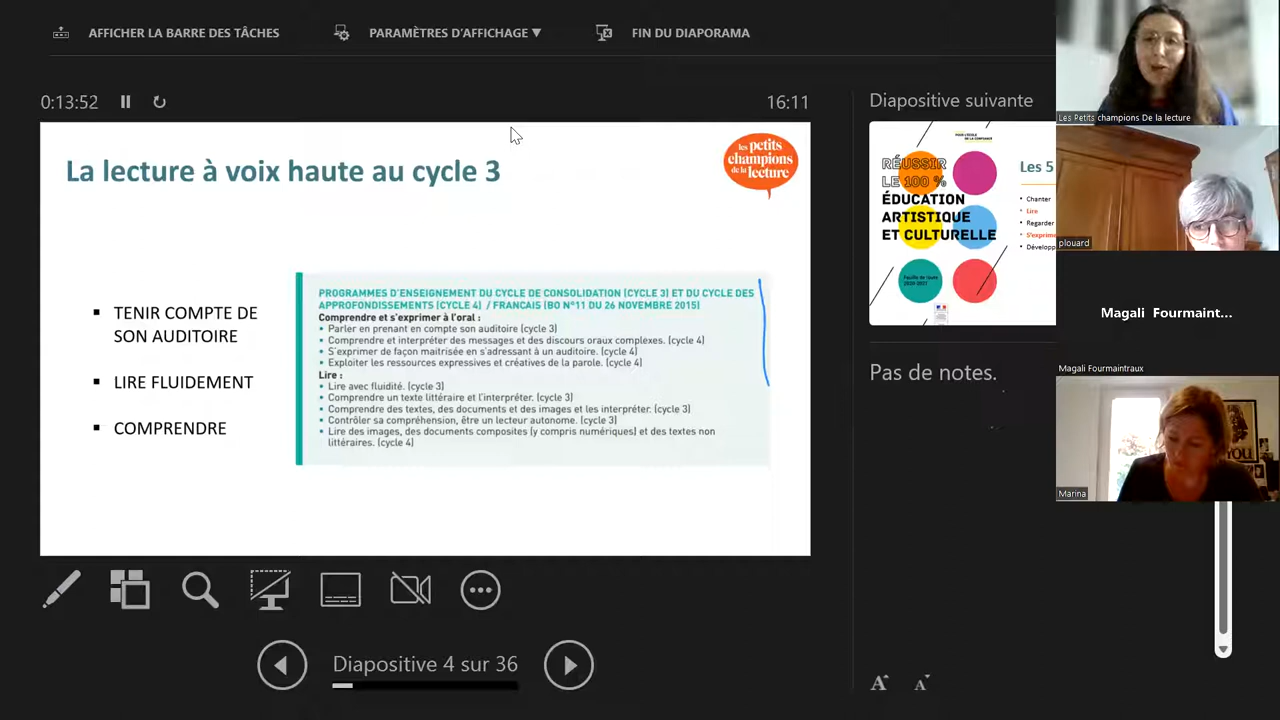 AFFICHER LA BARRE DES TÂCHES
PARAMÈTRES D'AFFICHAGE ▼
FIN DU DIAPORAMA
0:13:52
16:11
La lecture à voix haute au cycle 3
les petits
champions
de la lecture
▪ TENIR COMPTE DE
SON AUDITOIRE
▪ LIRE FLUIDEMENT
▪ COMPRENDRE
PROGRAMMES D'ENSEIGNEMENT DU CYCLE DE CONSOLIDATION (CYCLE 3) ET DU CYCLE DES
APPROFONDISSEMENTS (CYCLE 4) / FRANCAIS (BO N°11 DU 26 NOVEMBRE 2015)
Comprendre et s'exprimer à l'oral :
• Parler en prenant en compte son auditoire (cycle 3)
• Comprendre et interpréter des messages et des discours oraux complexes. (cycle 4)
• S'exprimer de façon maitrisée en s'adressant à un auditoire. (cycle 4)
• Exploiter les ressources expressives et créatives de la parole. (cycle 4)
Lire :
• Lire avec fluidité. (cycle 3)
• Comprendre un texte littéraire et l'interpréter. (cycle 3)
• Comprendre des textes, des documents et des images et les interpréter. (cycle 3)
• Contrôler sa compréhension, être un lecteur autonome. (cycle 3)
• Lire des images, des documents composites (y compris numériques) et des textes non
littéraires. (cycle 4)
Diapositive 4 sur 36
Diapositive suivante
RÉUSSIR
LE 100 %
ÉDUCATION
ARTISTIQUE
ET CULTURELLE
Feuille de route
2020-2021
Les 5
• Chanter
• Lire
• Regarder
• S'exprime
• Dévelop
Pas de notes.
A A
Les Petits champions De la lecture
plouard
Magali Fourmaint...
Magali Fourmaintraux
YOU
Marina